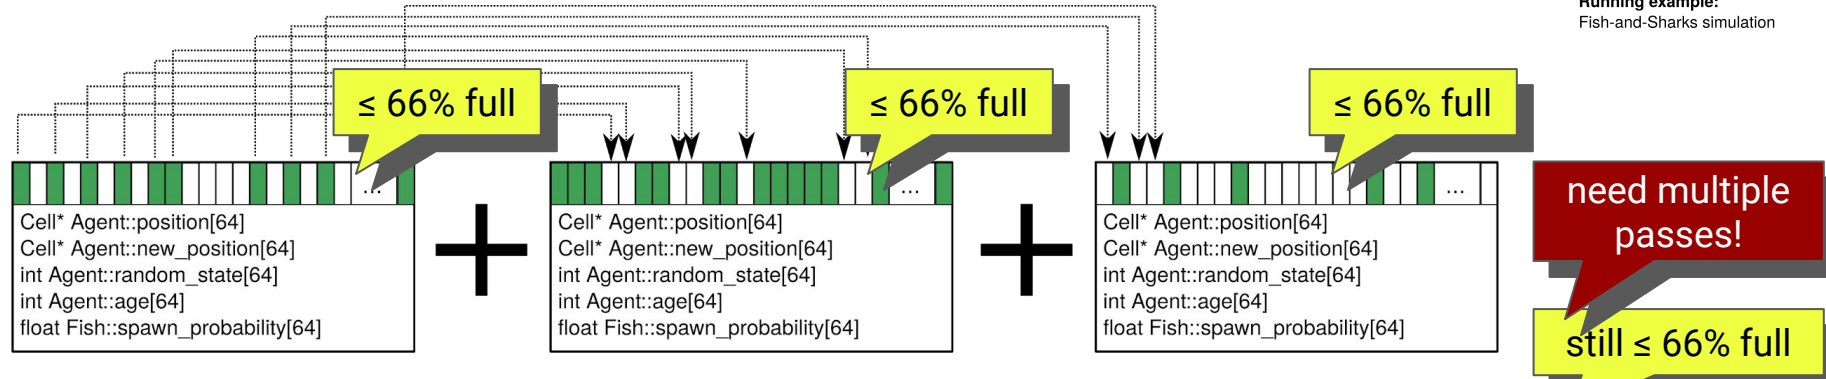 Running example:
Fish-and-Sharks simulation
≤ 66% full
≤ 66% full
≤ 66% full
...
...
...
Cell* Agent::position[64]
Cell* Agent::new_position[64]
int Agent::random_state[64]
int Agent::age[64]
float Fish::spawn_probability[64]
+
Cell* Agent::position[64]
Cell* Agent::new_position[64]
int Agent::random_state[64]
int Agent::age[64]
float Fish::spawn_probability[64]
+
Cell* Agent::position[64]
Cell* Agent::new_position[64]
int Agent::random_state[64]
int Agent::age[64]
float Fish::spawn_probability[64]
need multiple
passes!
still ≤ 66% full